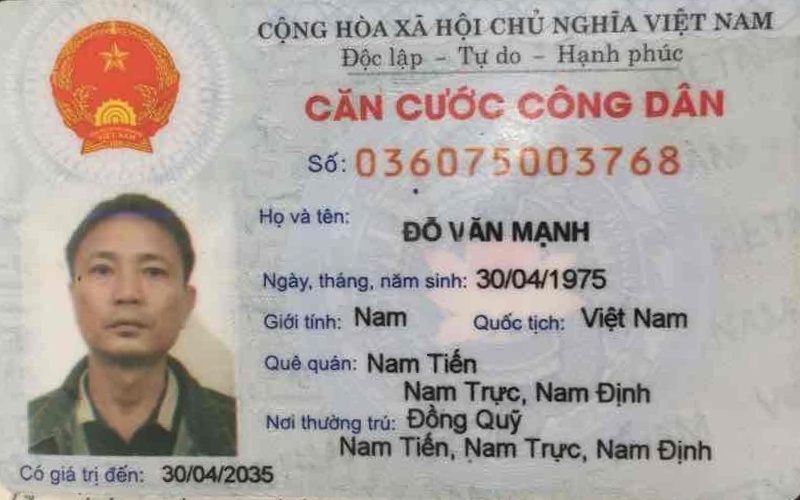 CỘNG HÒA XÃ HỘI CHỦ NGHĨA VIỆT NAM
Độc lập - Tự do - Hạnh phúc
CĂN CƯỚC CÔNG DÂN
Số: 036075003768
Họ và tên: ĐỖ VĂN MẠNH
Ngày, tháng, năm sinh: 30/04/1975
Giới tính: Nam Quốc tịch: Việt Nam
Quê quán: Nam Tiến
Nam Trực, Nam Định
Nơi thường trú: Đồng Quỹ
Nam Tiến, Nam Trực, Nam Định
Có giá trị đến: 30/04/2035